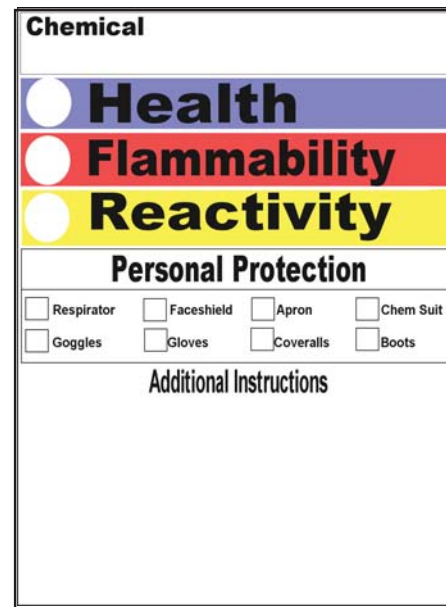 Chemical
Health
Flammability
Reactivity
Personal Protection
Respirator Faceshield Apron Chem Suit
Goggles Gloves Coveralls Boots
Additional Instructions